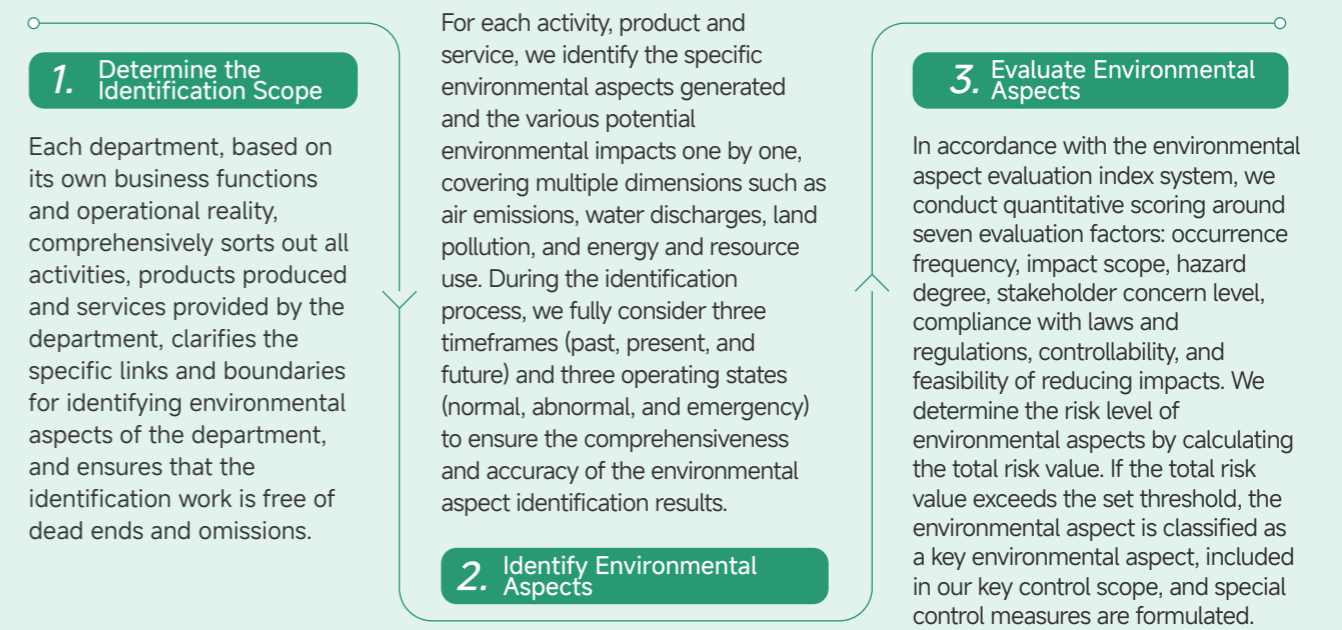 1. Determine the
Identification Scope
Each department, based on
its own business functions
and operational reality,
comprehensively sorts out all
activities, products produced
and services provided by the
department, clarifies the
specific links and boundaries
for identifying environmental
aspects of the department,
and ensures that the
identification work is free of
dead ends and omissions.
For each activity, product and
service, we identify the specific
environmental aspects generated
and the various potential
environmental impacts one by one,
covering multiple dimensions such as
air emissions, water discharges, land
pollution, and energy and resource
use. During the identification
process, we fully consider three
timeframes (past, present, and
future) and three operating states
(normal, abnormal, and emergency)
to ensure the comprehensiveness
and accuracy of the environmental
aspect identification results.
2. Identify Environmental
Aspects
3. Evaluate Environmental
Aspects
In accordance with the environmental
aspect evaluation index system, we
conduct quantitative scoring around
seven evaluation factors: occurrence
frequency, impact scope, hazard
degree, stakeholder concern level,
compliance with laws and
regulations, controllability, and
feasibility of reducing impacts. We
determine the risk level of
environmental aspects by calculating
the total risk value. If the total risk
value exceeds the set threshold, the
environmental aspect is classified as
a key environmental aspect, included
in our key control scope, and special
control measures are formulated.